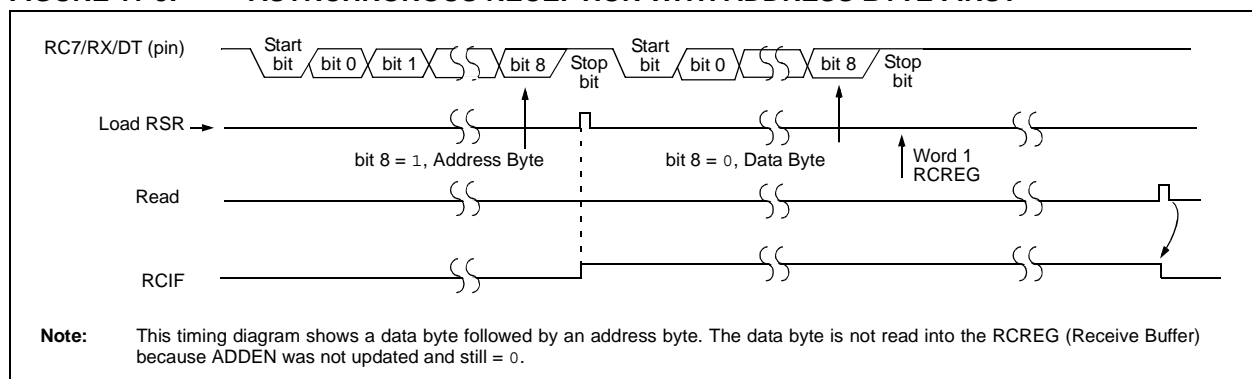 RC7/RX/DT (pin)
Start bit
bit 0
bit 1
bit 8
Stop bit
Start bit
bit 0
bit 8
Stop bit
Load RSR
bit 8 = 1, Address Byte
bit 8 = 0, Data Byte
Word 1
RCREG
Read
RCIF
Note: This timing diagram shows a data byte followed by an address byte. The data byte is not read into the RCREG (Receive Buffer)
because ADDEN was not updated and still = 0.